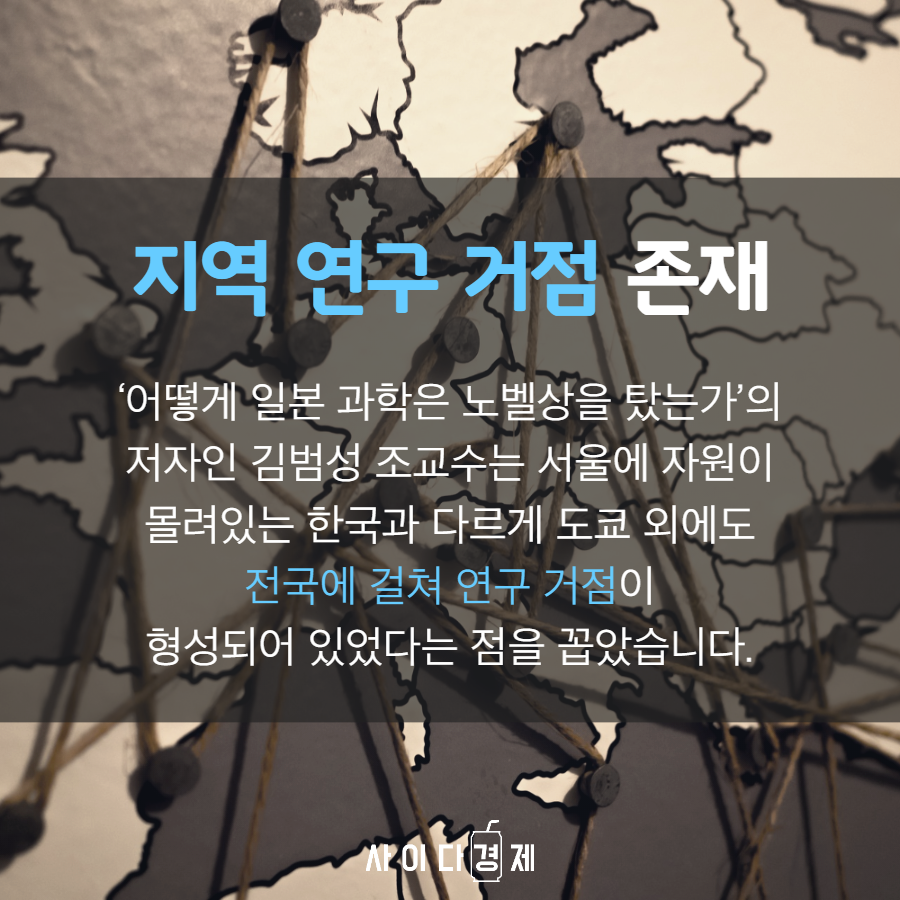 지역 연구 거점 존재
‘어떻게 일본 과학은 노벨상을 탔는가’의
저자인 김범성 조교수는 서울에 자원이
몰려있는 한국과 다르게 도쿄 외에도
전국에 걸쳐 연구 거점이
형성되어 있었다는 점을 꼽았습니다.
사이다경제